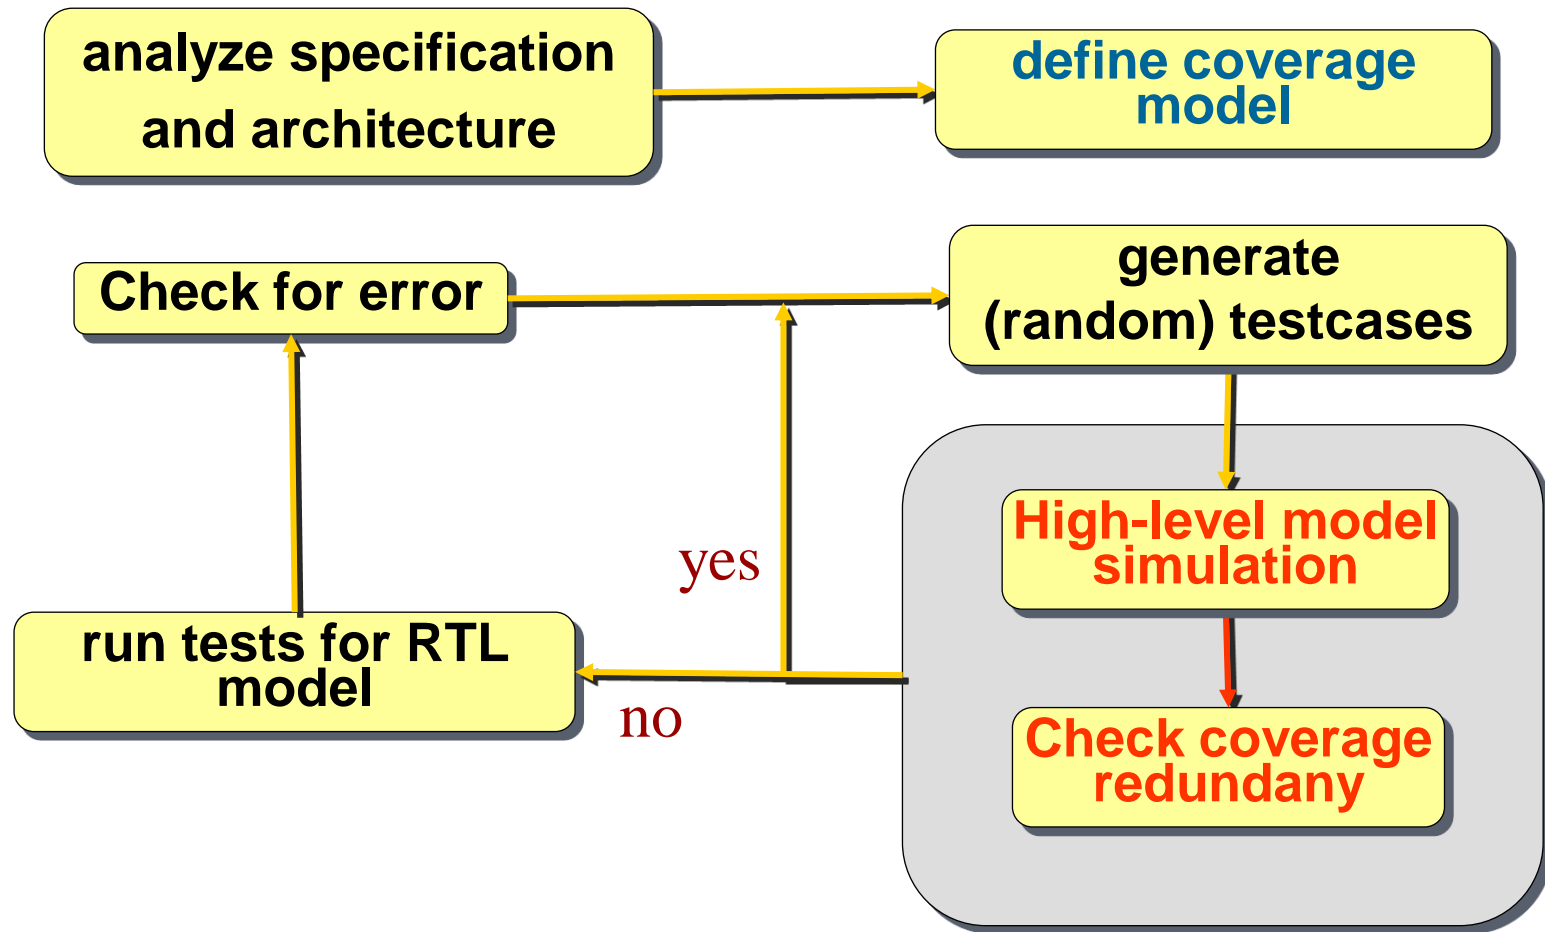 analyze specification
and architecture
define coverage
model
Check for error
generate
(random) testcases
High-level model
simulation
yes
run tests for RTL
model
no
Check coverage
redundany